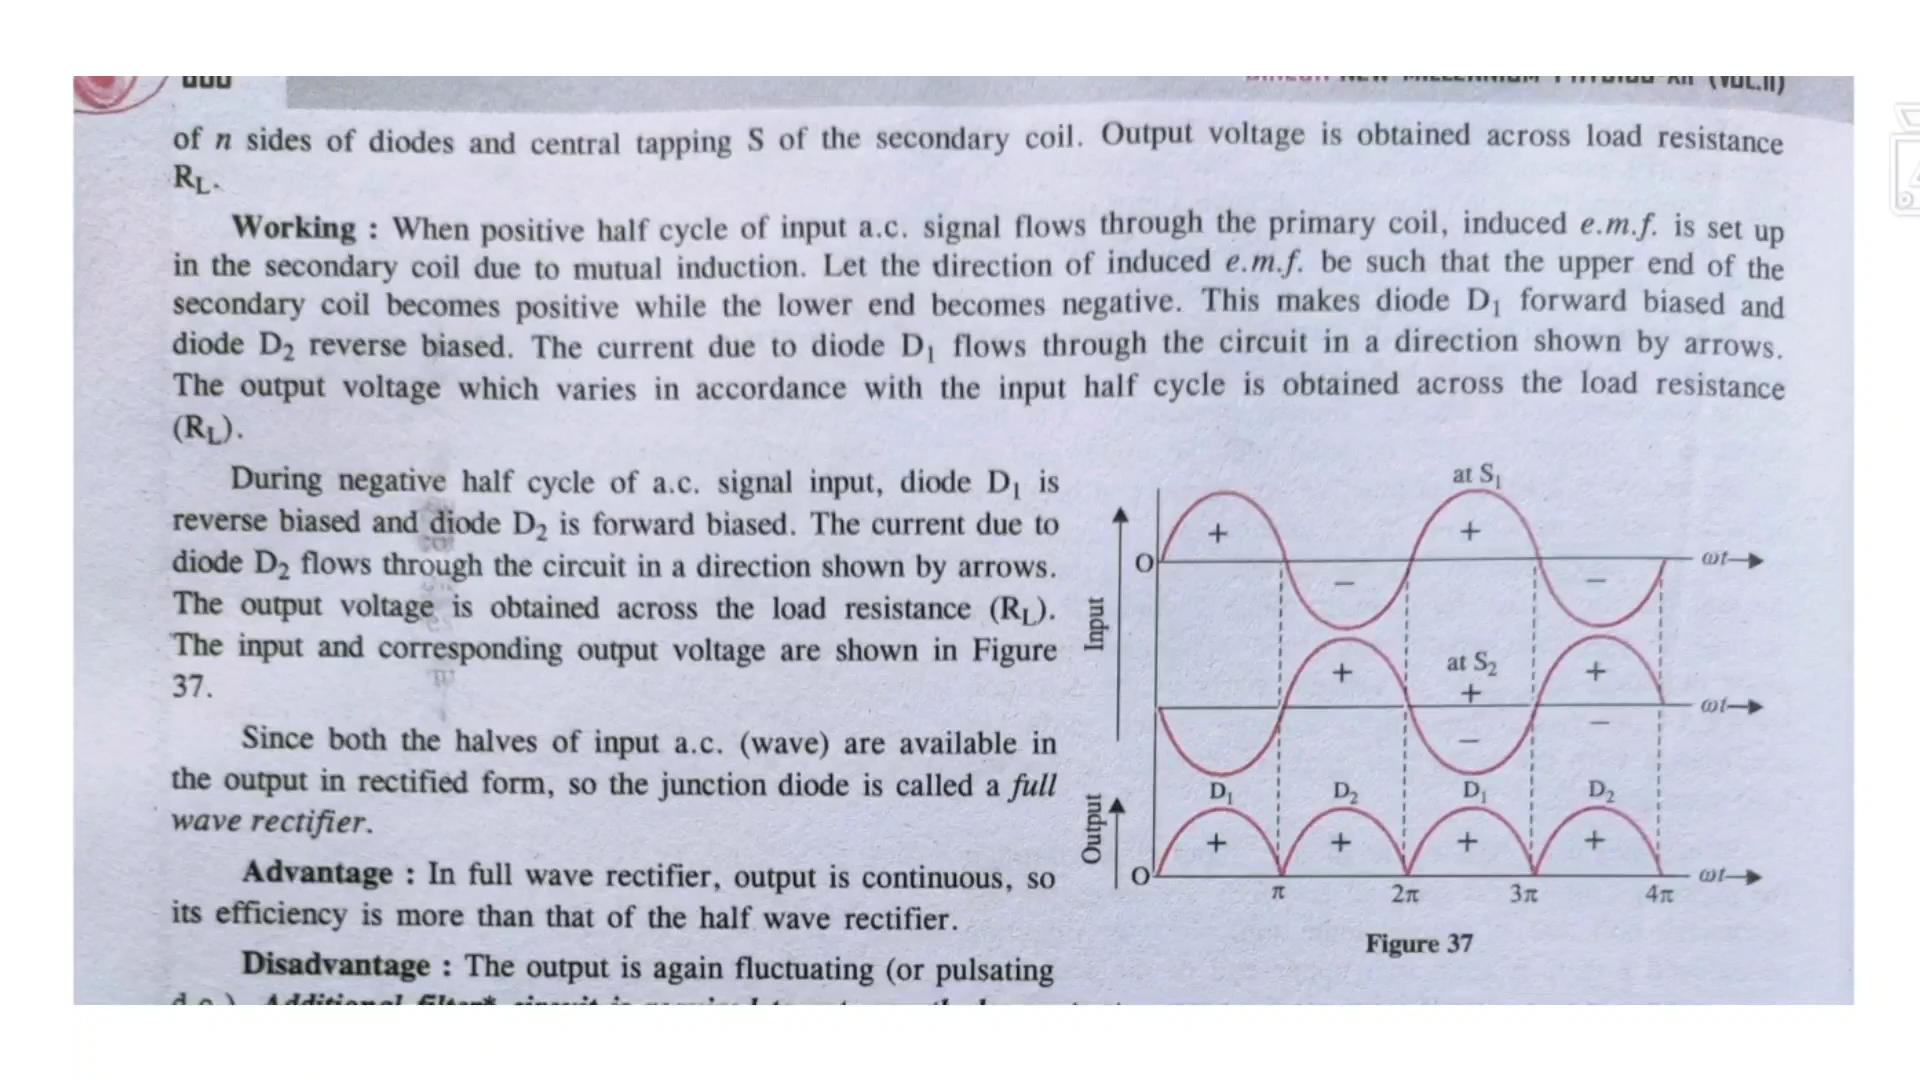 (VOL.II)
of n sides of diodes and central tapping S of the secondary coil. Output voltage is obtained across load resistance
R_L.
Working : When positive half cycle of input a.c. signal flows through the primary coil, induced e.m.f. is set up
in the secondary coil due to mutual induction. Let the direction of induced e.m.f. be such that the upper end of the
secondary coil becomes positive while the lower end becomes negative. This makes diode D₁ forward biased and
diode D₂ reverse biased. The current due to diode D₁ flows through the circuit in a direction shown by arrows.
The output voltage which varies in accordance with the input half cycle is obtained across the load resistance
(R_L).
During negative half cycle of a.c. signal input, diode D₁ is
reverse biased and diode D₂ is forward biased. The current due to
diode D₂ flows through the circuit in a direction shown by arrows.
The output voltage is obtained across the load resistance (R_L).
The input and corresponding output voltage are shown in Figure
37.
Since both the halves of input a.c. (wave) are available in
the output in rectified form, so the junction diode is called a full
wave rectifier.
Advantage : In full wave rectifier, output is continuous, so
its efficiency is more than that of the half wave rectifier.
Disadvantage : The output is again fluctuating (or pulsating
at S₁
+ +
O ωt
− −
Input
at S₂
+ + +
ωt
− −
D₁ D₂ D₁ D₂
Output
+ + + +
O ωt
π 2π 3π 4π
Figure 37